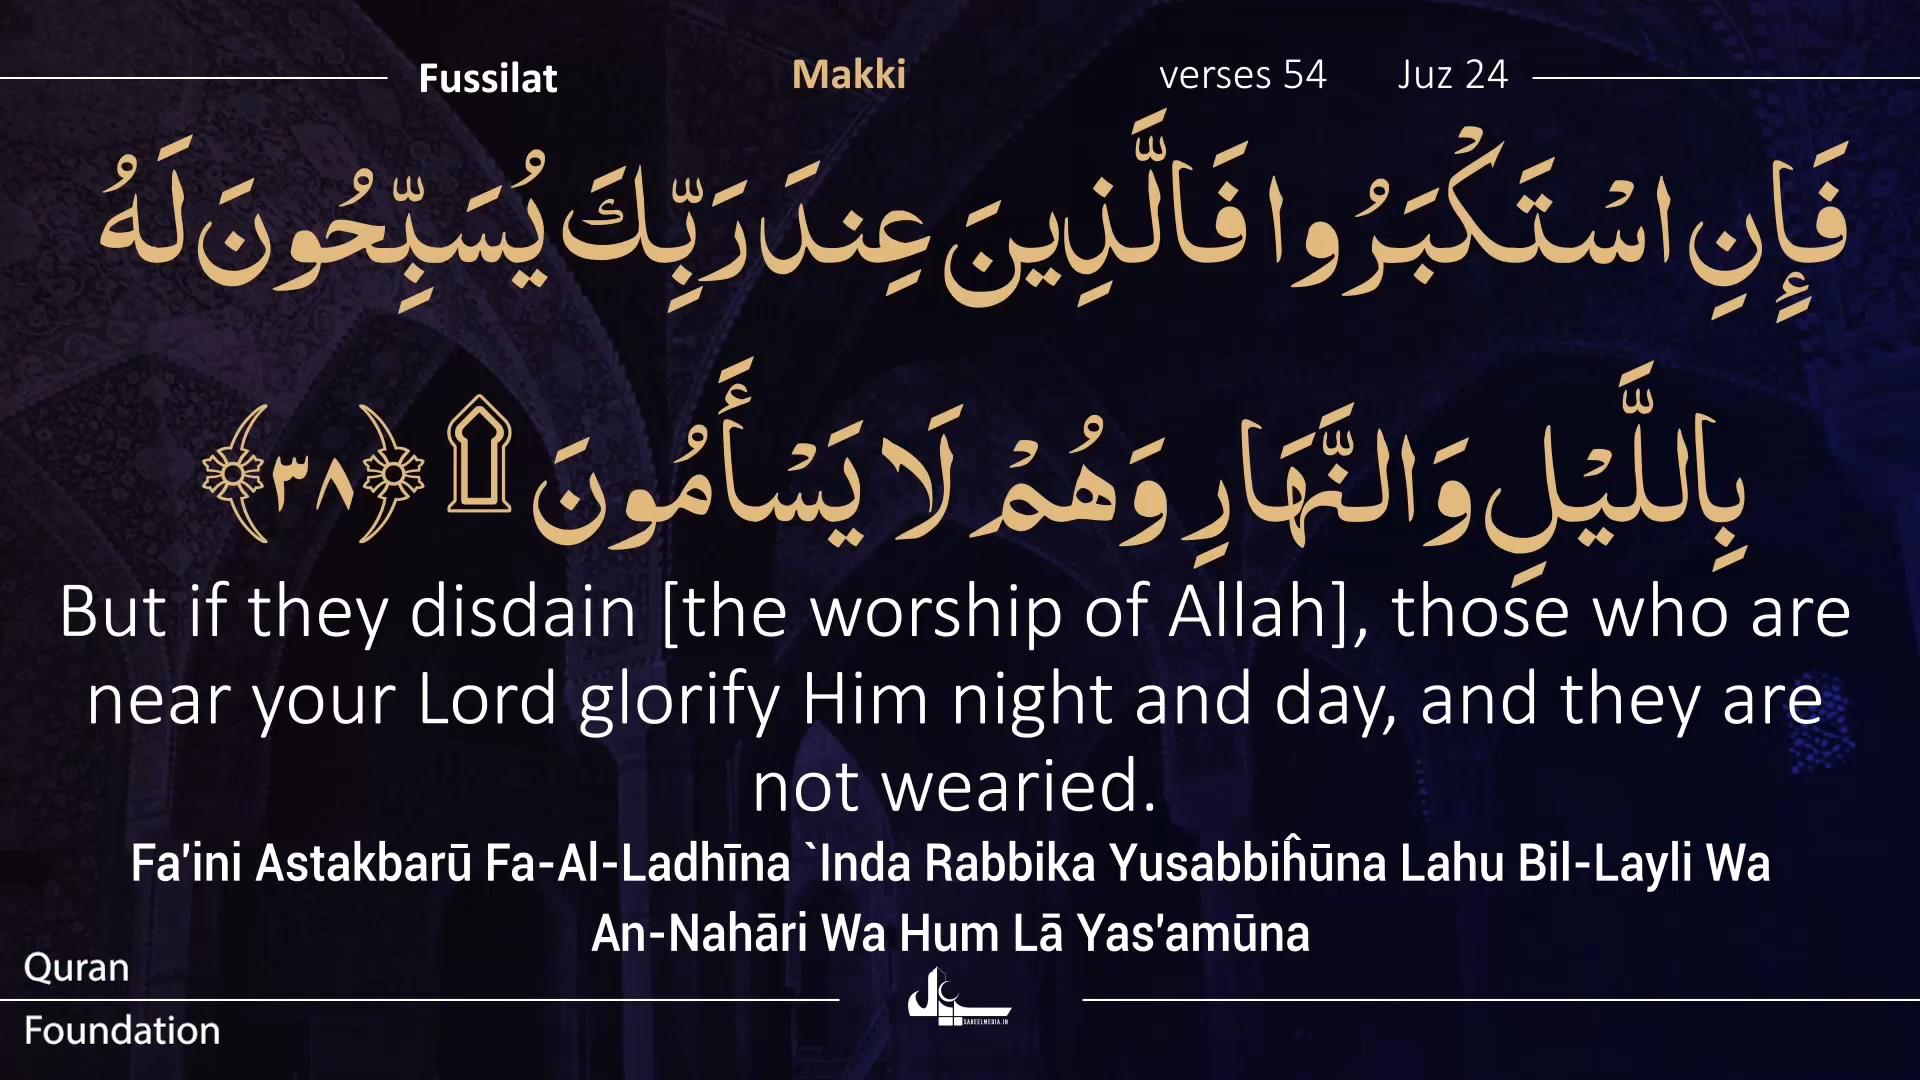 Fussilat Makki verses 54 Juz 24
فَإِنِ اسْتَكْبَرُوا فَالَّذِينَ عِندَ رَبِّكَ يُسَبِّحُونَ لَهُ
بِاللَّيْلِ وَالنَّهَارِ وَهُمْ لَا يَسْأَمُونَ ۩ ﴿٣٨﴾
But if they disdain [the worship of Allah], those who are
near your Lord glorify Him night and day, and they are
not wearied.
Fa'ini Astakbarū Fa-Al-Ladhīna `Inda Rabbika Yusabbiĥūna Lahu Bil-Layli Wa
An-Nahāri Wa Hum Lā Yas'amūna
Quran
Foundation
SABEELMEDIA.IN